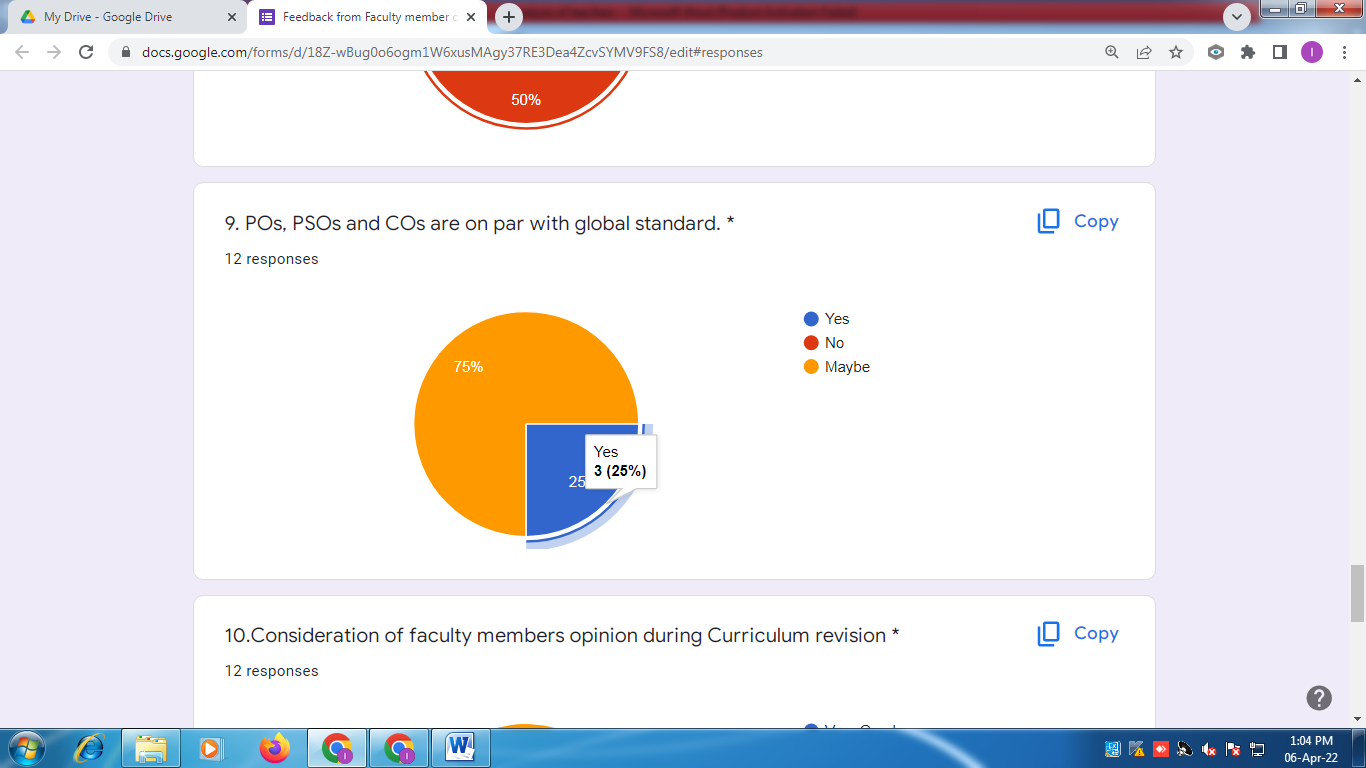 My Drive - Google Drive
Feedback from Faculty member
docs.google.com/forms/d/18Z-wBug0o6ogm1W6xusMAgy37RE3Dea4ZcvSYMV9FS8/edit#responses
50%
9. POs, PSOs and COs are on par with global standard. *
Copy
12 responses
Yes
No
Maybe
75%
25
Yes
3 (25%)
10.Consideration of faculty members opinion during Curriculum revision *
Copy
12 responses
1:04 PM
06-Apr-22